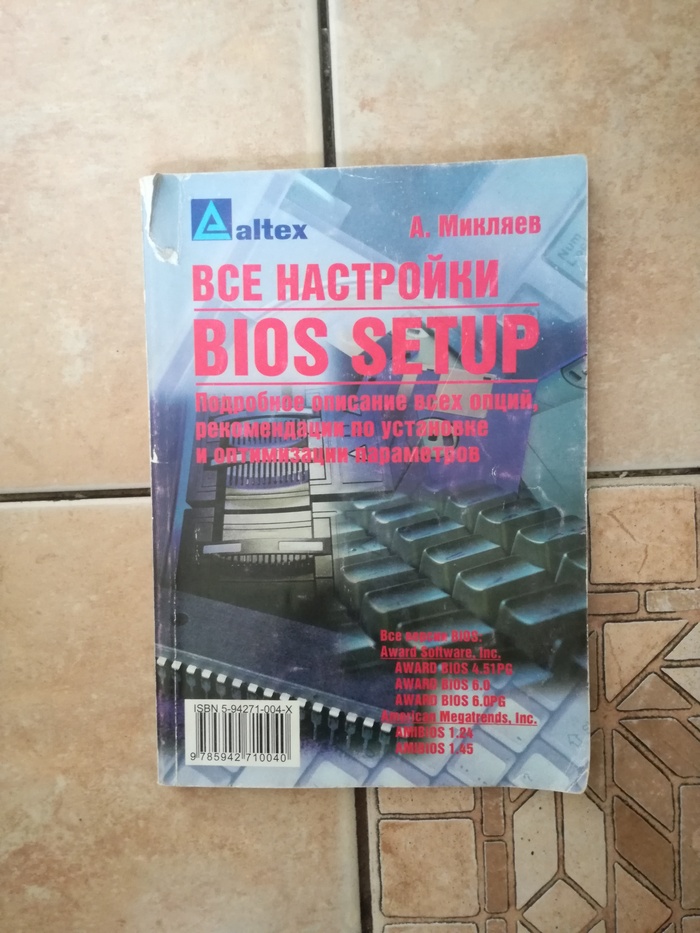 altex
А. Микляев
ВСЕ НАСТРОЙКИ
BIOS SETUP
Подробное описание всех опций,
рекомендации по установке
и оптимизации параметров
Все версии BIOS:
Award Software, Inc.
AWARD BIOS 4.51PG
AWARD BIOS 6.0
AWARD BIOS 6.0PG
American Megatrends, Inc.
AMIBIOS 1.24
AMIBIOS 1.45
ISBN 5-94271-004-X
9 785942 710040
Num